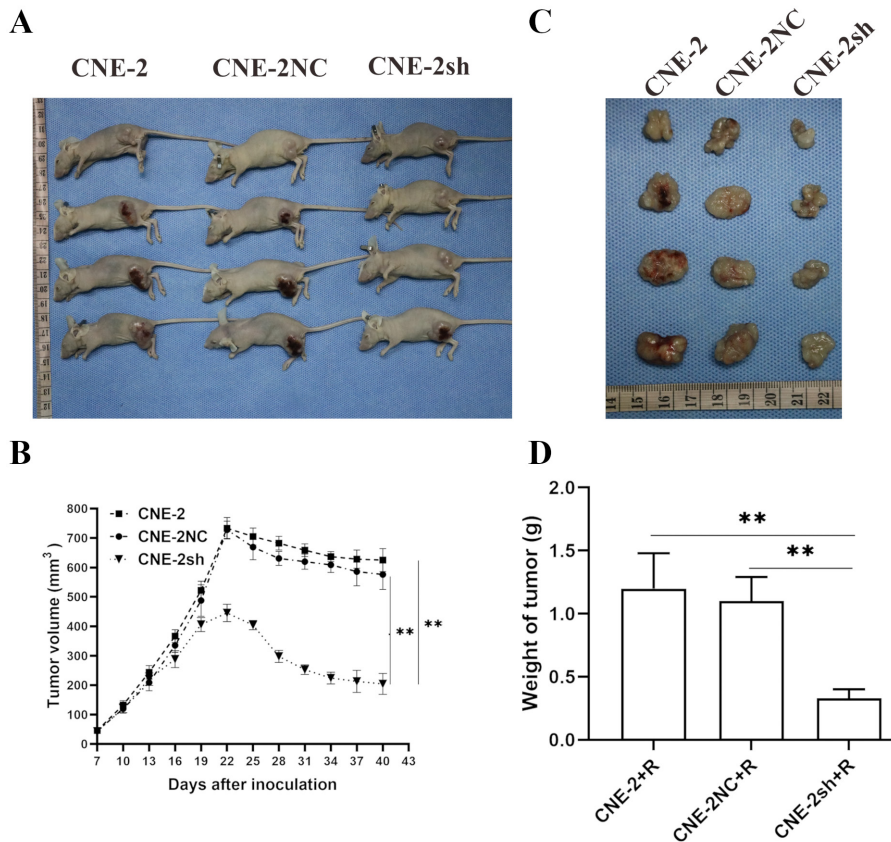 A
CNE-2 CNE-2NC CNE-2sh
B
Tumor volume (mm³)
800
700
600
500
400
300
200
100
0
CNE-2
CNE-2NC
CNE-2sh
**
**
7 10 13 16 19 22 25 28 31 34 37 40 43
Days after inoculation
C
CNE-2 CNE-2NC CNE-2sh
14 15 16 17 18 19 20 21 22
D
Weight of tumor (g)
2.0
1.5
1.0
0.5
0.0
**
**
CNE-2+R CNE-2NC+R CNE-2sh+R